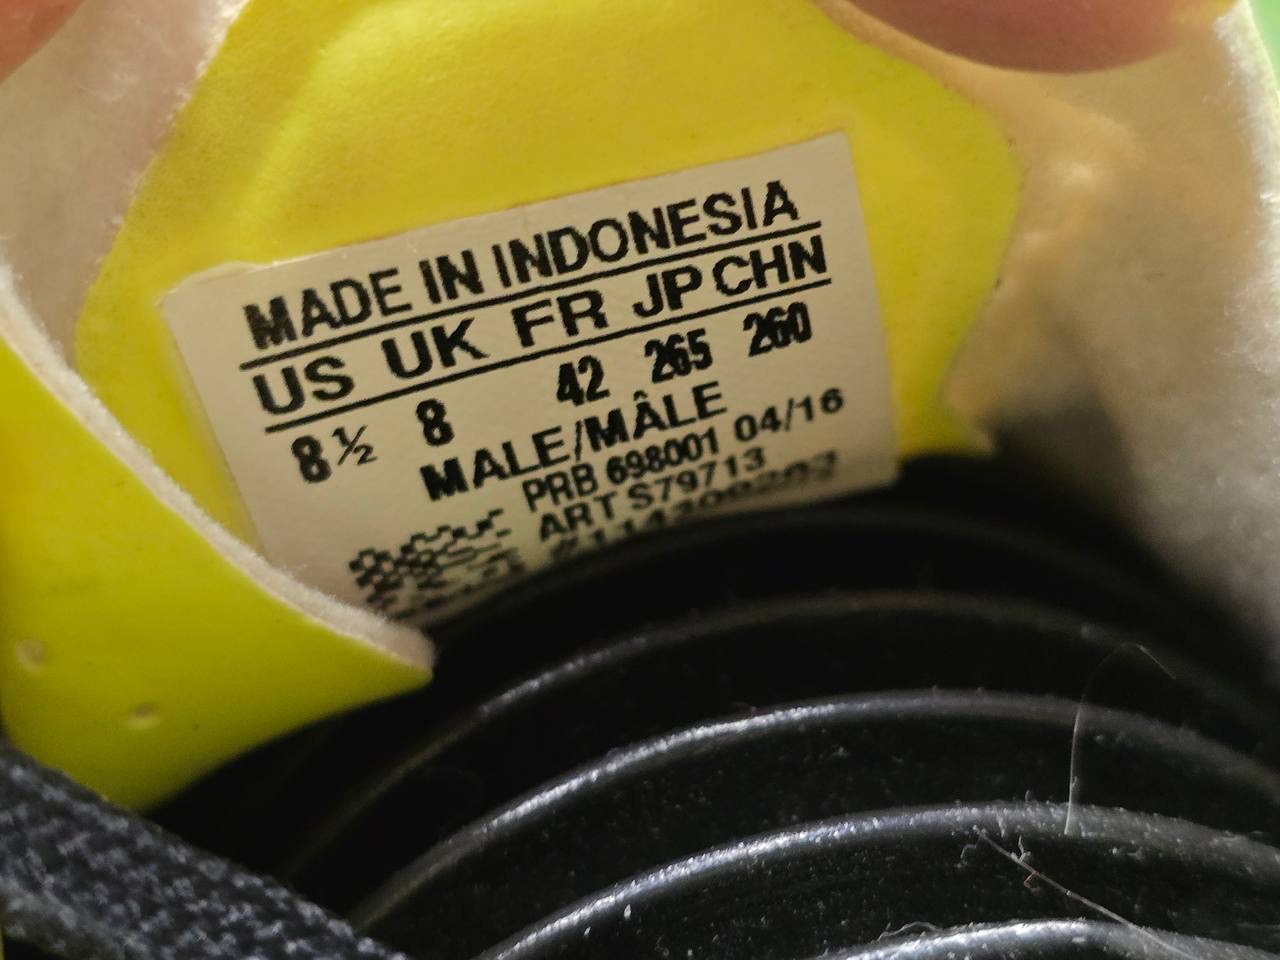 MADE IN INDONESIA
US UK FR JP CHN
8½ 8 42 265 260
MALE/MÂLE
PRB 698001 04/16
ART S79713